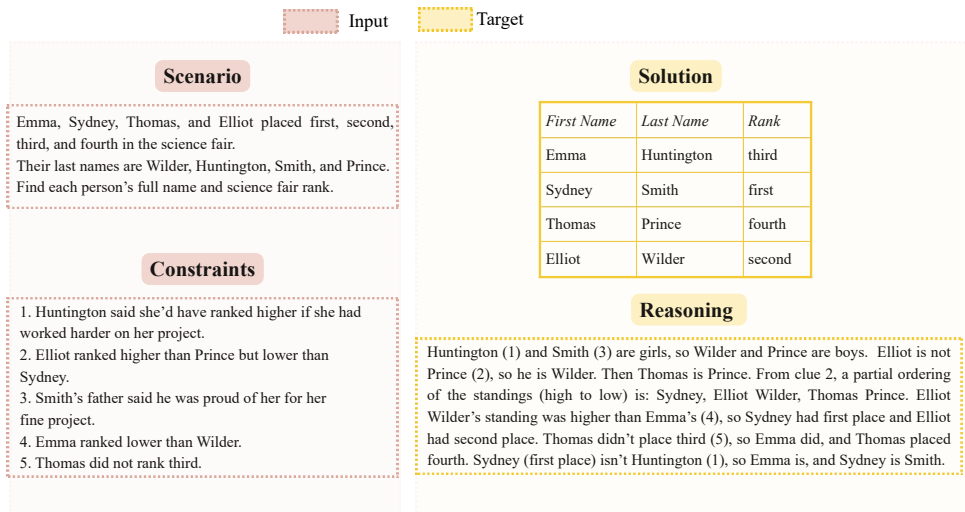 Input
Target
Scenario
Emma, Sydney, Thomas, and Elliot placed first, second,
third, and fourth in the science fair.
Their last names are Wilder, Huntington, Smith, and Prince.
Find each person's full name and science fair rank.
Constraints
1. Huntington said she'd have ranked higher if she had
worked harder on her project.
2. Elliot ranked higher than Prince but lower than
Sydney.
3. Smith's father said he was proud of her for her
fine project.
4. Emma ranked lower than Wilder.
5. Thomas did not rank third.
Solution
First Name Last Name Rank
Emma Huntington third
Sydney Smith first
Thomas Prince fourth
Elliot Wilder second
Reasoning
Huntington (1) and Smith (3) are girls, so Wilder and Prince are boys. Elliot is not
Prince (2), so he is Wilder. Then Thomas is Prince. From clue 2, a partial ordering
of the standings (high to low) is: Sydney, Elliot Wilder, Thomas Prince. Elliot
Wilder's standing was higher than Emma's (4), so Sydney had first place and Elliot
had second place. Thomas didn't place third (5), so Emma did, and Thomas placed
fourth. Sydney (first place) isn't Huntington (1), so Emma is, and Sydney is Smith.